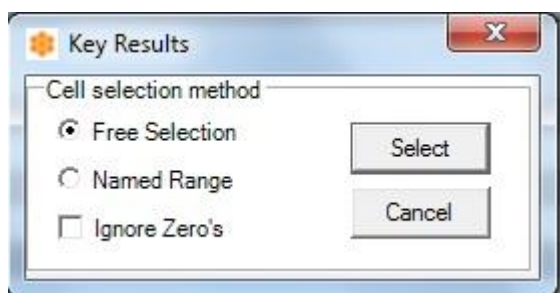 Key Results
Cell selection method
Free Selection
Select
Named Range
Cancel
Ignore Zero's